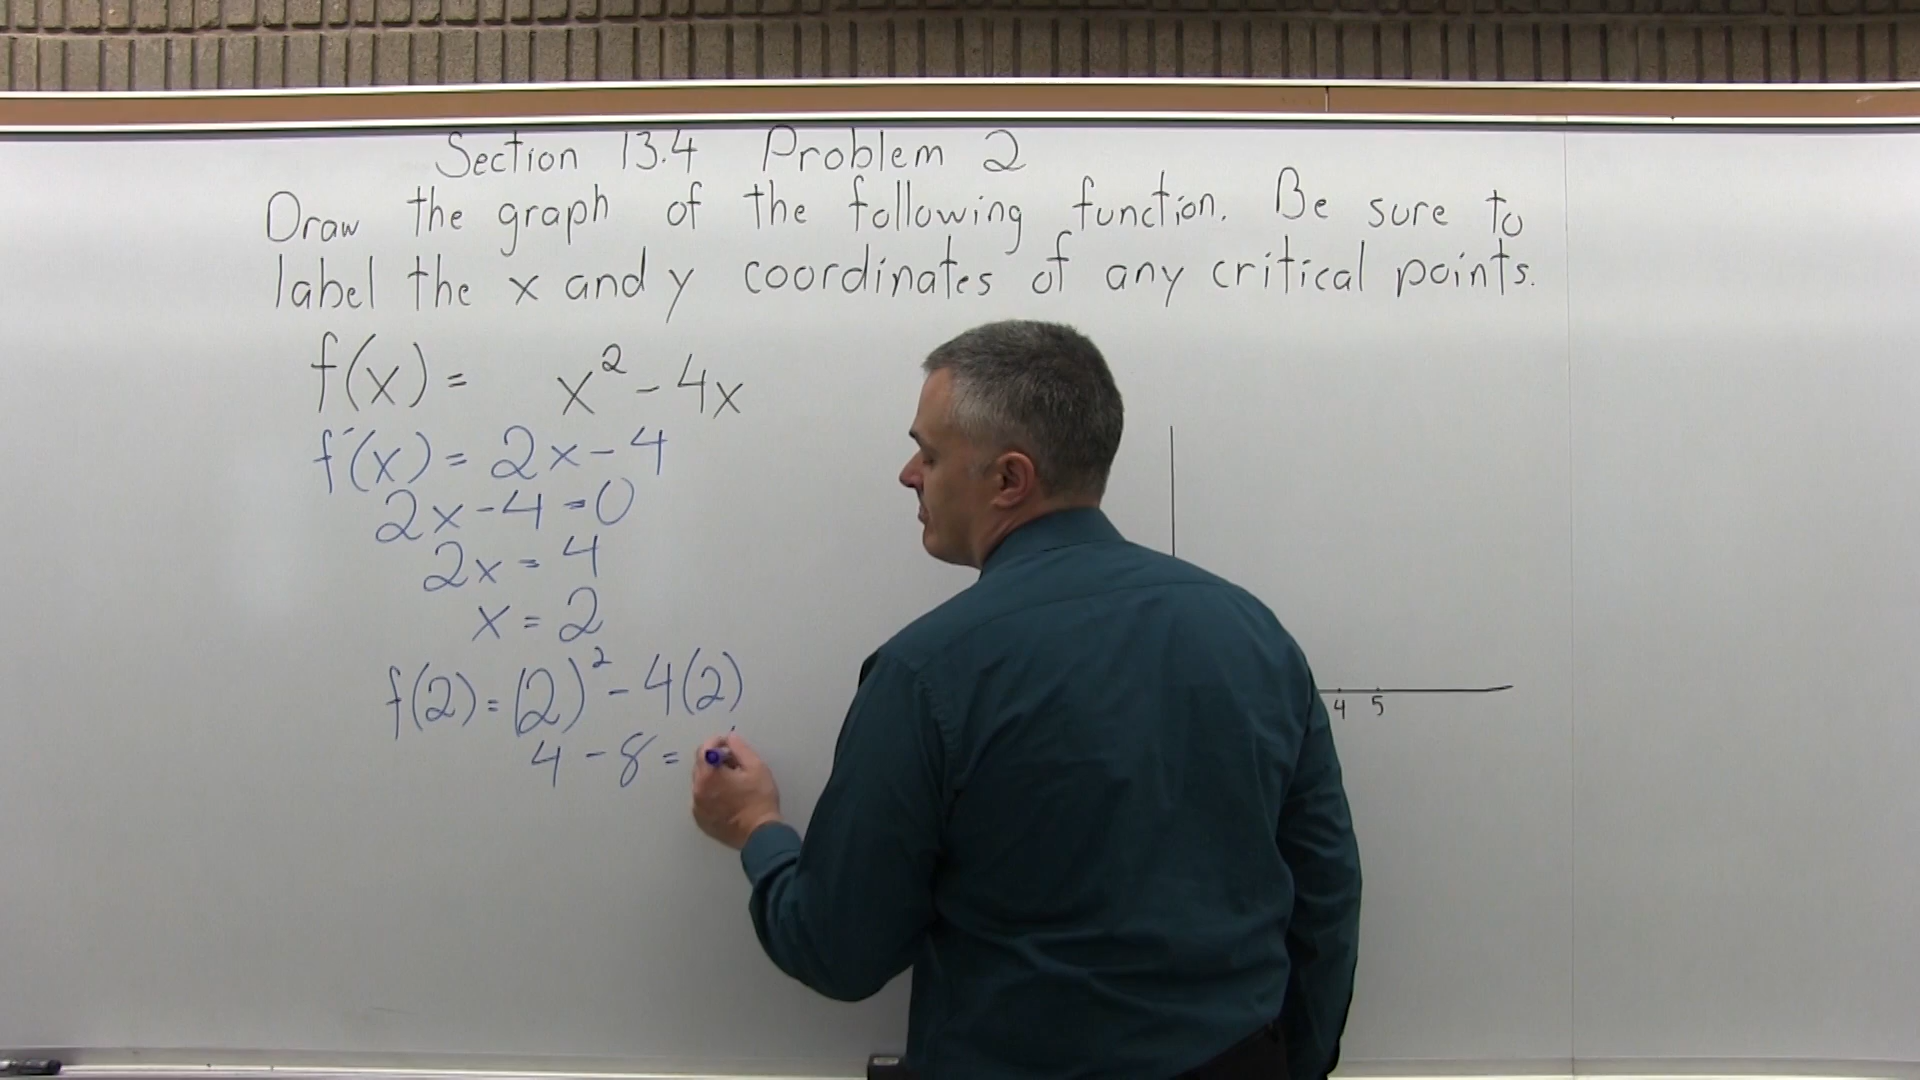 Section 13.4 Problem 2
Draw the graph of the following function. Be sure to
label the x and y coordinates of any critical points.
f(x) = x² - 4x
f'(x) = 2x - 4
2x - 4 = 0
2x = 4
x = 2
f(2) = (2)² - 4(2)
4 - 8 =
4 5